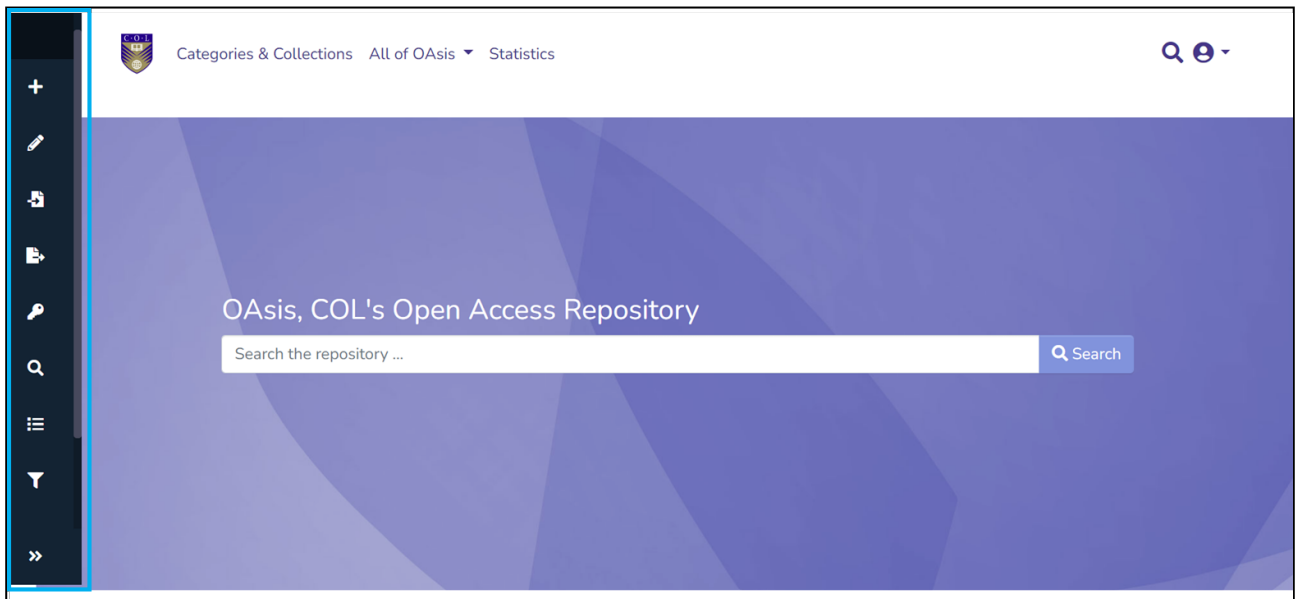 C·O·L
Categories & Collections All of OAsis Statistics
OAsis, COL's Open Access Repository
Search the repository ...
Search